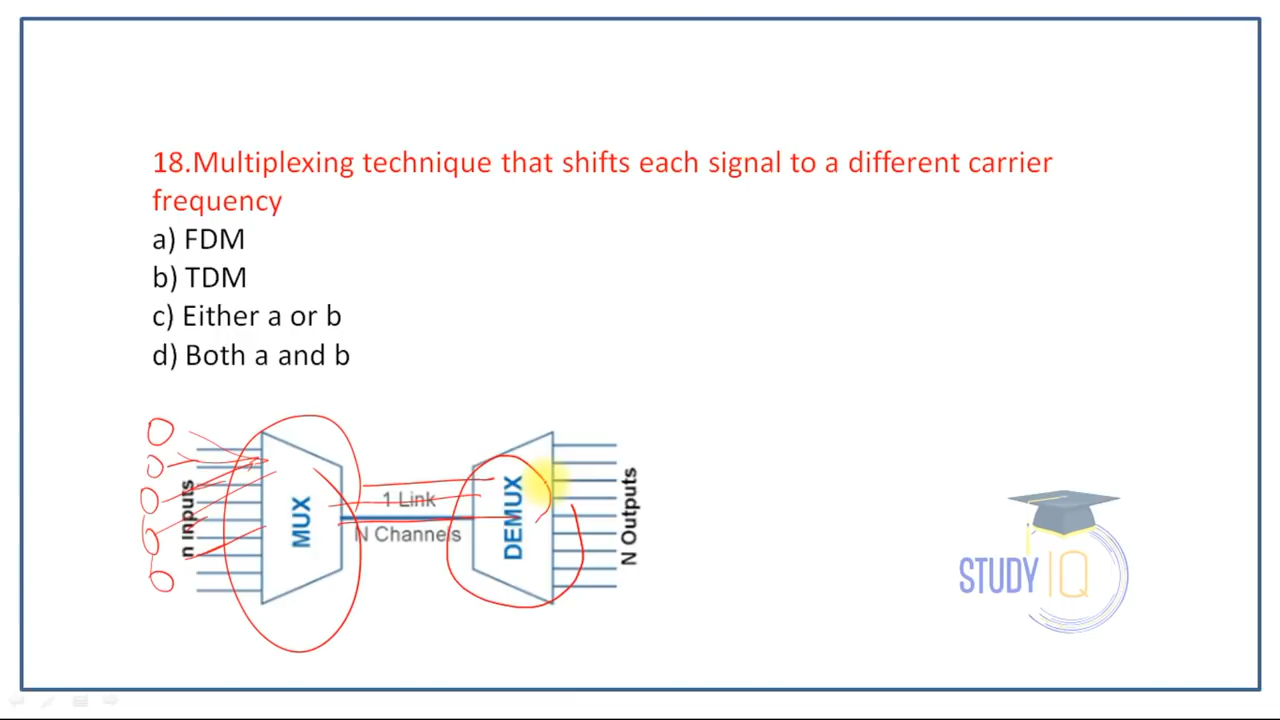 18.Multiplexing technique that shifts each signal to a different carrier
frequency
a) FDM
b) TDM
c) Either a or b
d) Both a and b
n Inputs
MUX
1 Link
N Channels
DEMUX
N Outputs
STUDY IQ